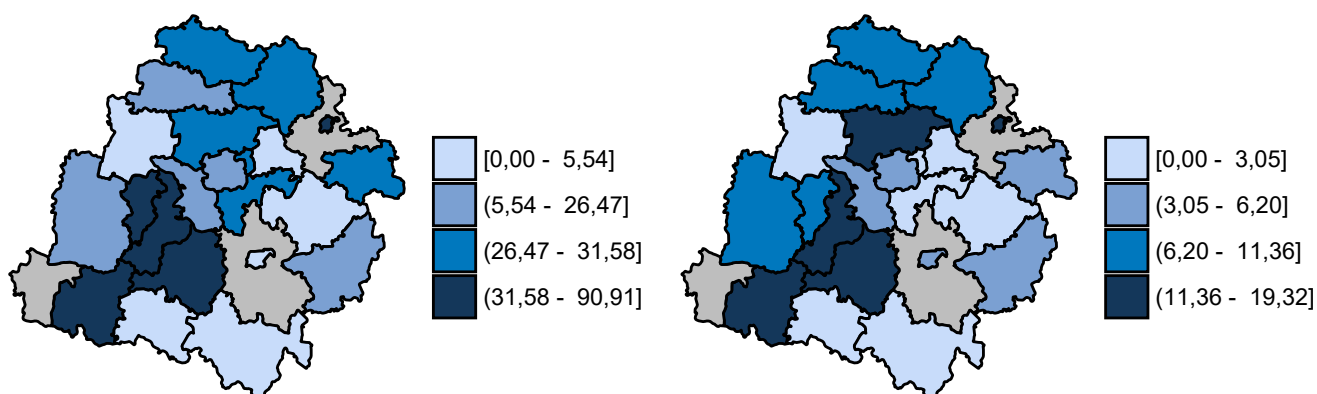 [0,00 - 5,54]
(5,54 - 26,47]
(26,47 - 31,58]
(31,58 - 90,91]
[0,00 - 3,05]
(3,05 - 6,20]
(6,20 - 11,36]
(11,36 - 19,32]